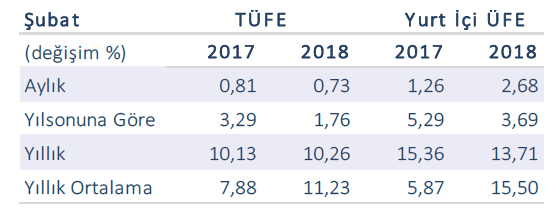 Şubat TÜFE Yurt İçi ÜFE
(değişim %) 2017 2018 2017 2018
Aylık 0,81 0,73 1,26 2,68
Yılsonuna Göre 3,29 1,76 5,29 3,69
Yıllık 10,13 10,26 15,36 13,71
Yıllık Ortalama 7,88 11,23 5,87 15,50